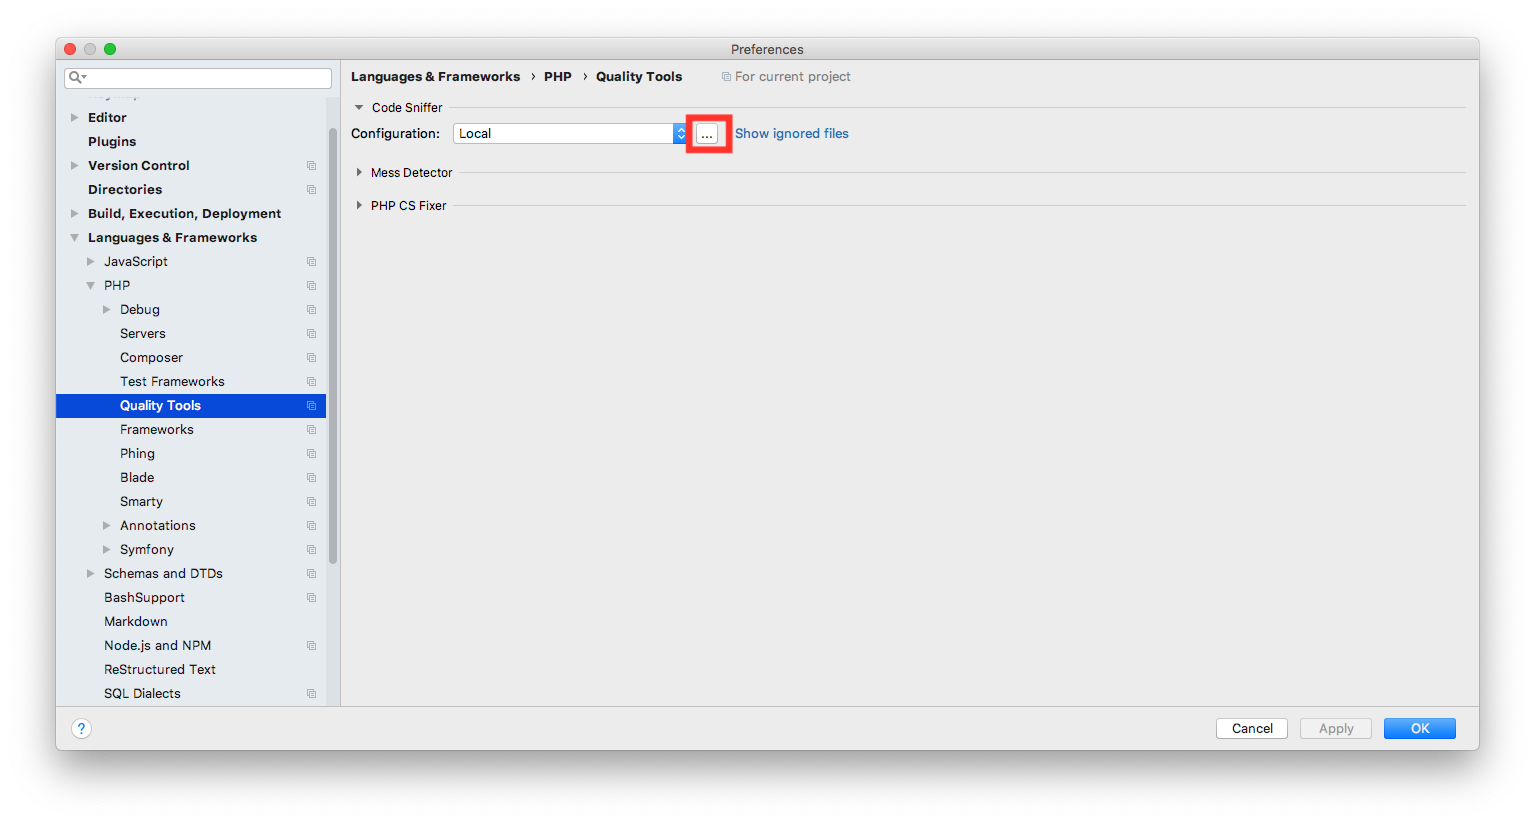 Preferences
Editor
Plugins
Version Control
Directories
Build, Execution, Deployment
Languages & Frameworks
JavaScript
PHP
Debug
Servers
Composer
Test Frameworks
Quality Tools
Frameworks
Phing
Blade
Smarty
Annotations
Symfony
Schemas and DTDs
BashSupport
Markdown
Node.js and NPM
ReStructured Text
SQL Dialects
Languages & Frameworks › PHP › Quality Tools For current project
Code Sniffer
Configuration: Local ... Show ignored files
Mess Detector
PHP CS Fixer
? Cancel Apply OK